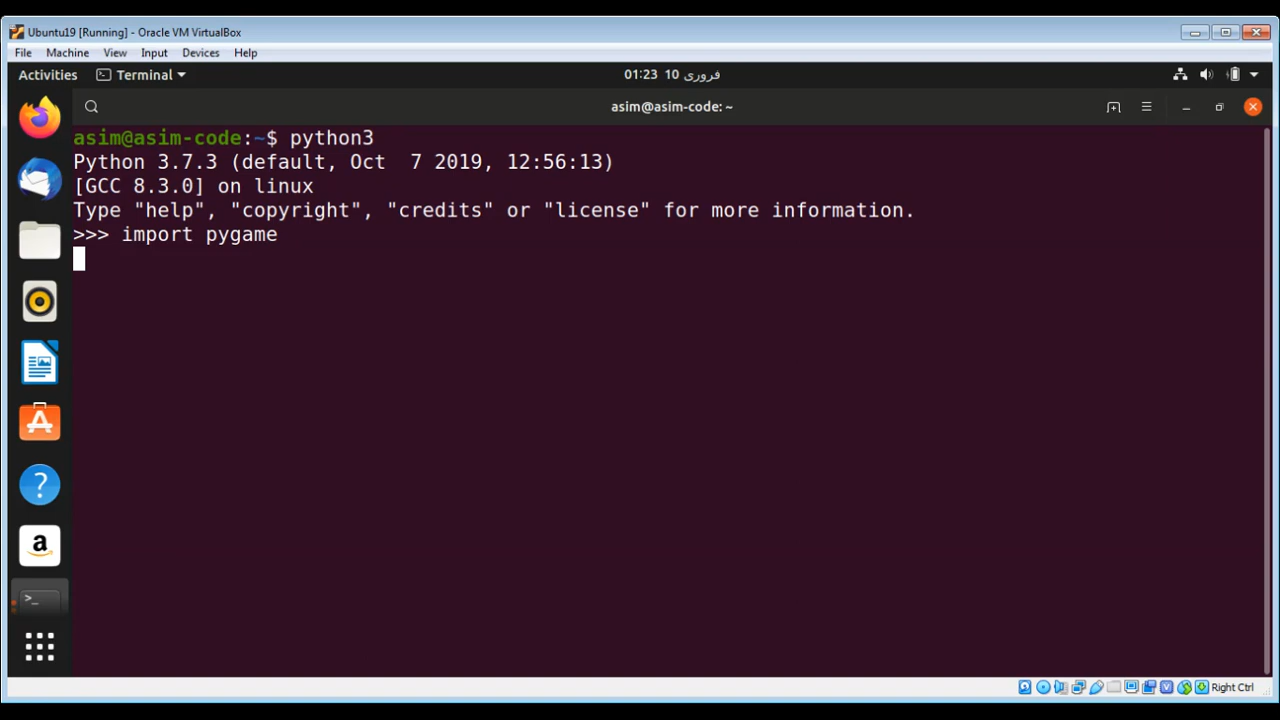 Ubuntu19 [Running] - Oracle VM VirtualBox
File Machine View Input Devices Help
Activities Terminal 01:23 10 فروری
asim@asim-code: ~
asim@asim-code:~$ python3
Python 3.7.3 (default, Oct  7 2019, 12:56:13)
[GCC 8.3.0] on linux
Type "help", "copyright", "credits" or "license" for more information.
>>> import pygame
Right Ctrl